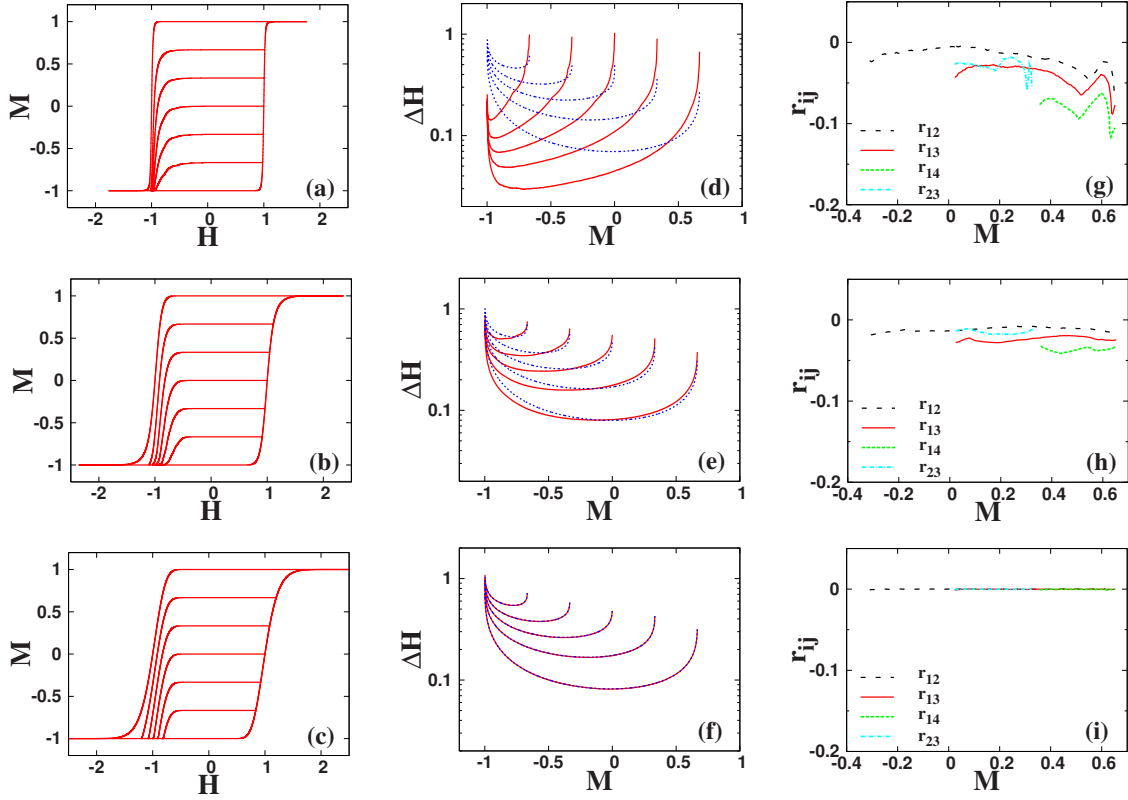 M
1
0.5
0
-0.5
-1
-2
-1
0
1
2
H
(a)
ΔH
1
0.1
-1
-0.5
0
0.5
1
M
(d)
r_ij
0
-0.1
-0.2
-0.4
-0.2
0
0.2
0.4
0.6
M
r_12
r_13
r_14
r_23
(g)
M
1
0.5
0
-0.5
-1
-2
-1
0
1
2
H
(b)
ΔH
1
0.1
-1
-0.5
0
0.5
1
M
(e)
r_ij
0
-0.1
-0.2
-0.4
-0.2
0
0.2
0.4
0.6
M
r_12
r_13
r_14
r_23
(h)
M
1
0.5
0
-0.5
-1
-2
-1
0
1
2
H
(c)
ΔH
1
0.1
-1
-0.5
0
0.5
1
M
(f)
r_ij
0
-0.1
-0.2
-0.4
-0.2
0
0.2
0.4
0.6
M
r_12
r_13
r_14
r_23
(i)